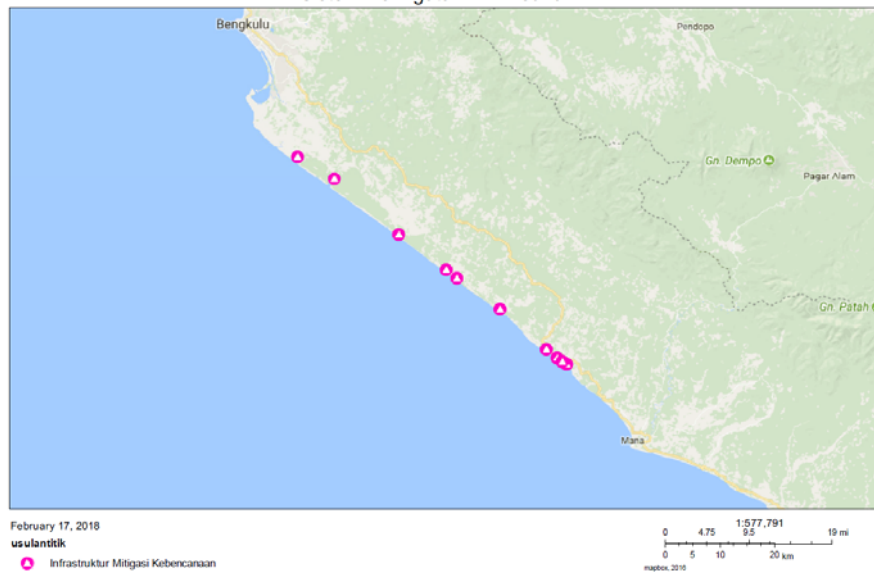 Bengkulu
Pendopo
Gn. Dempo
Pagar Alam
Gn. Patah
Mana
February 17, 2018
usulantitik
Infrastruktur Mitigasi Kebencanaan
1:577,791
0 4.75 9.5 19 mi
0 5 10 20 km
mapbox, 2016